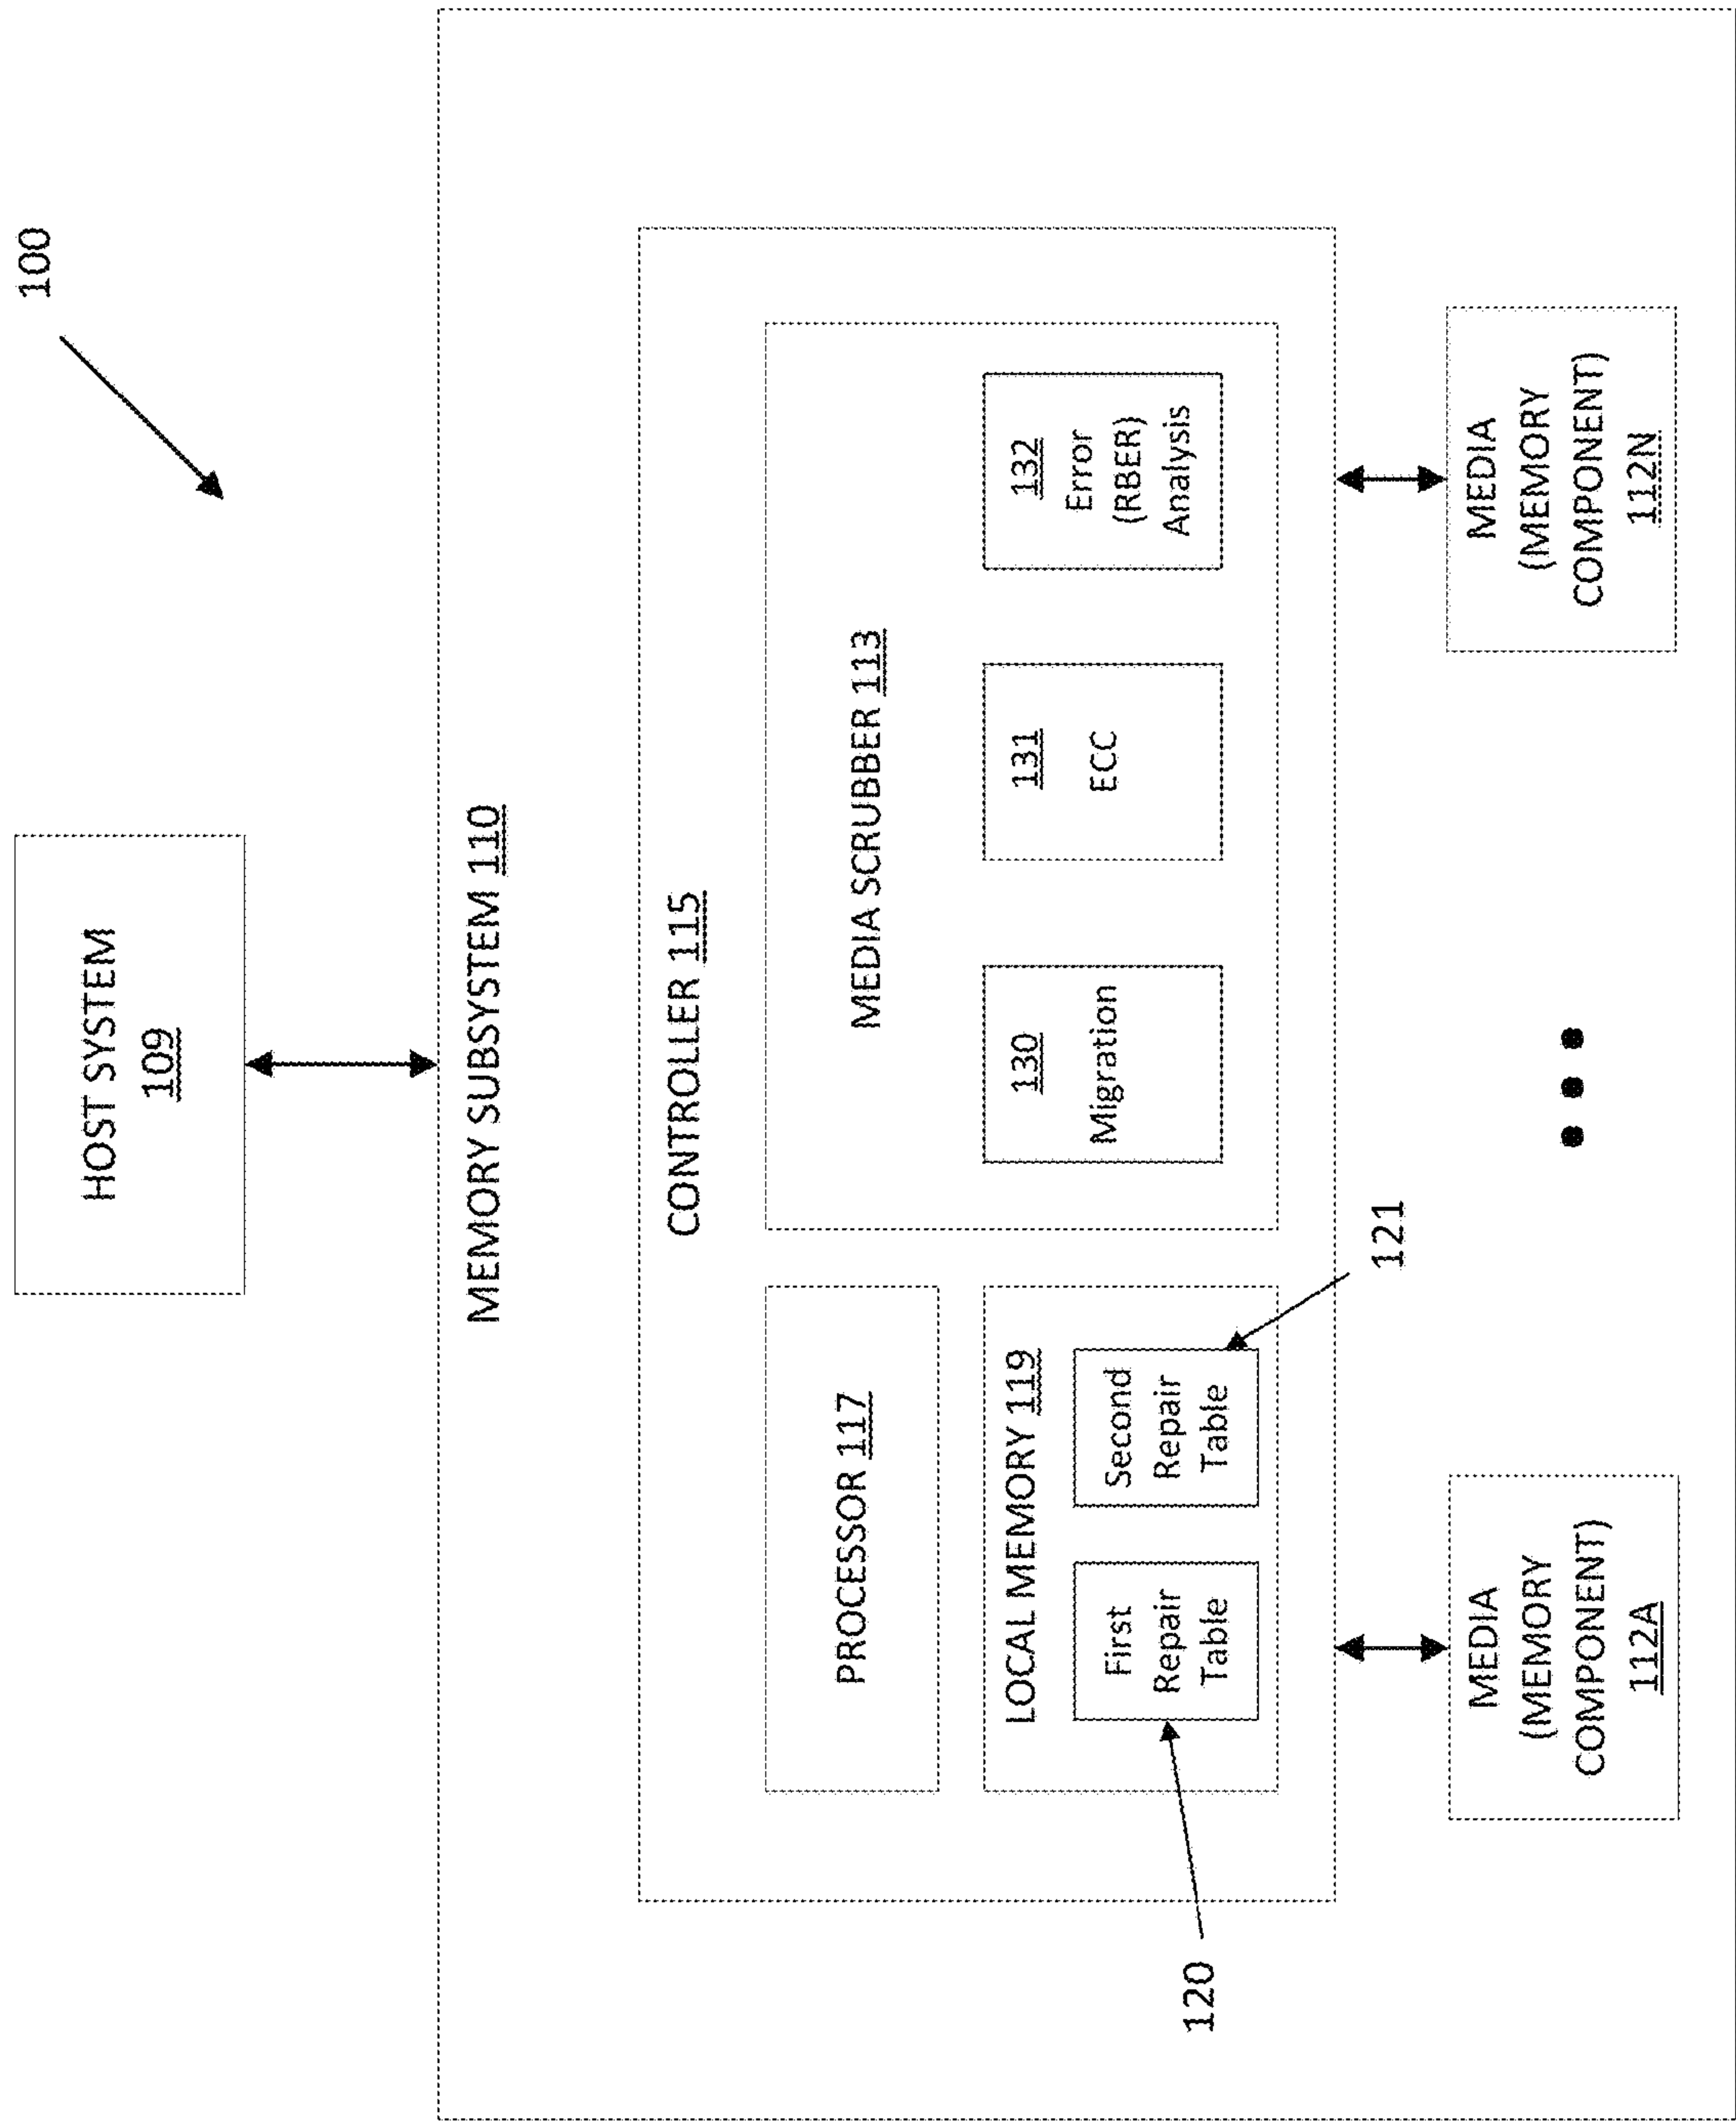 100
HOST SYSTEM
109
MEMORY SUBSYSTEM 110
CONTROLLER 115
PROCESSOR 117
MEDIA SCRUBBER 113
LOCAL MEMORY 119
First
Repair
Table
Second
Repair
Table
130
Migration
131
ECC
132
Error
(RBER)
Analysis
120
121
MEDIA
(MEMORY
COMPONENT)
112A
MEDIA
(MEMORY
COMPONENT)
112N